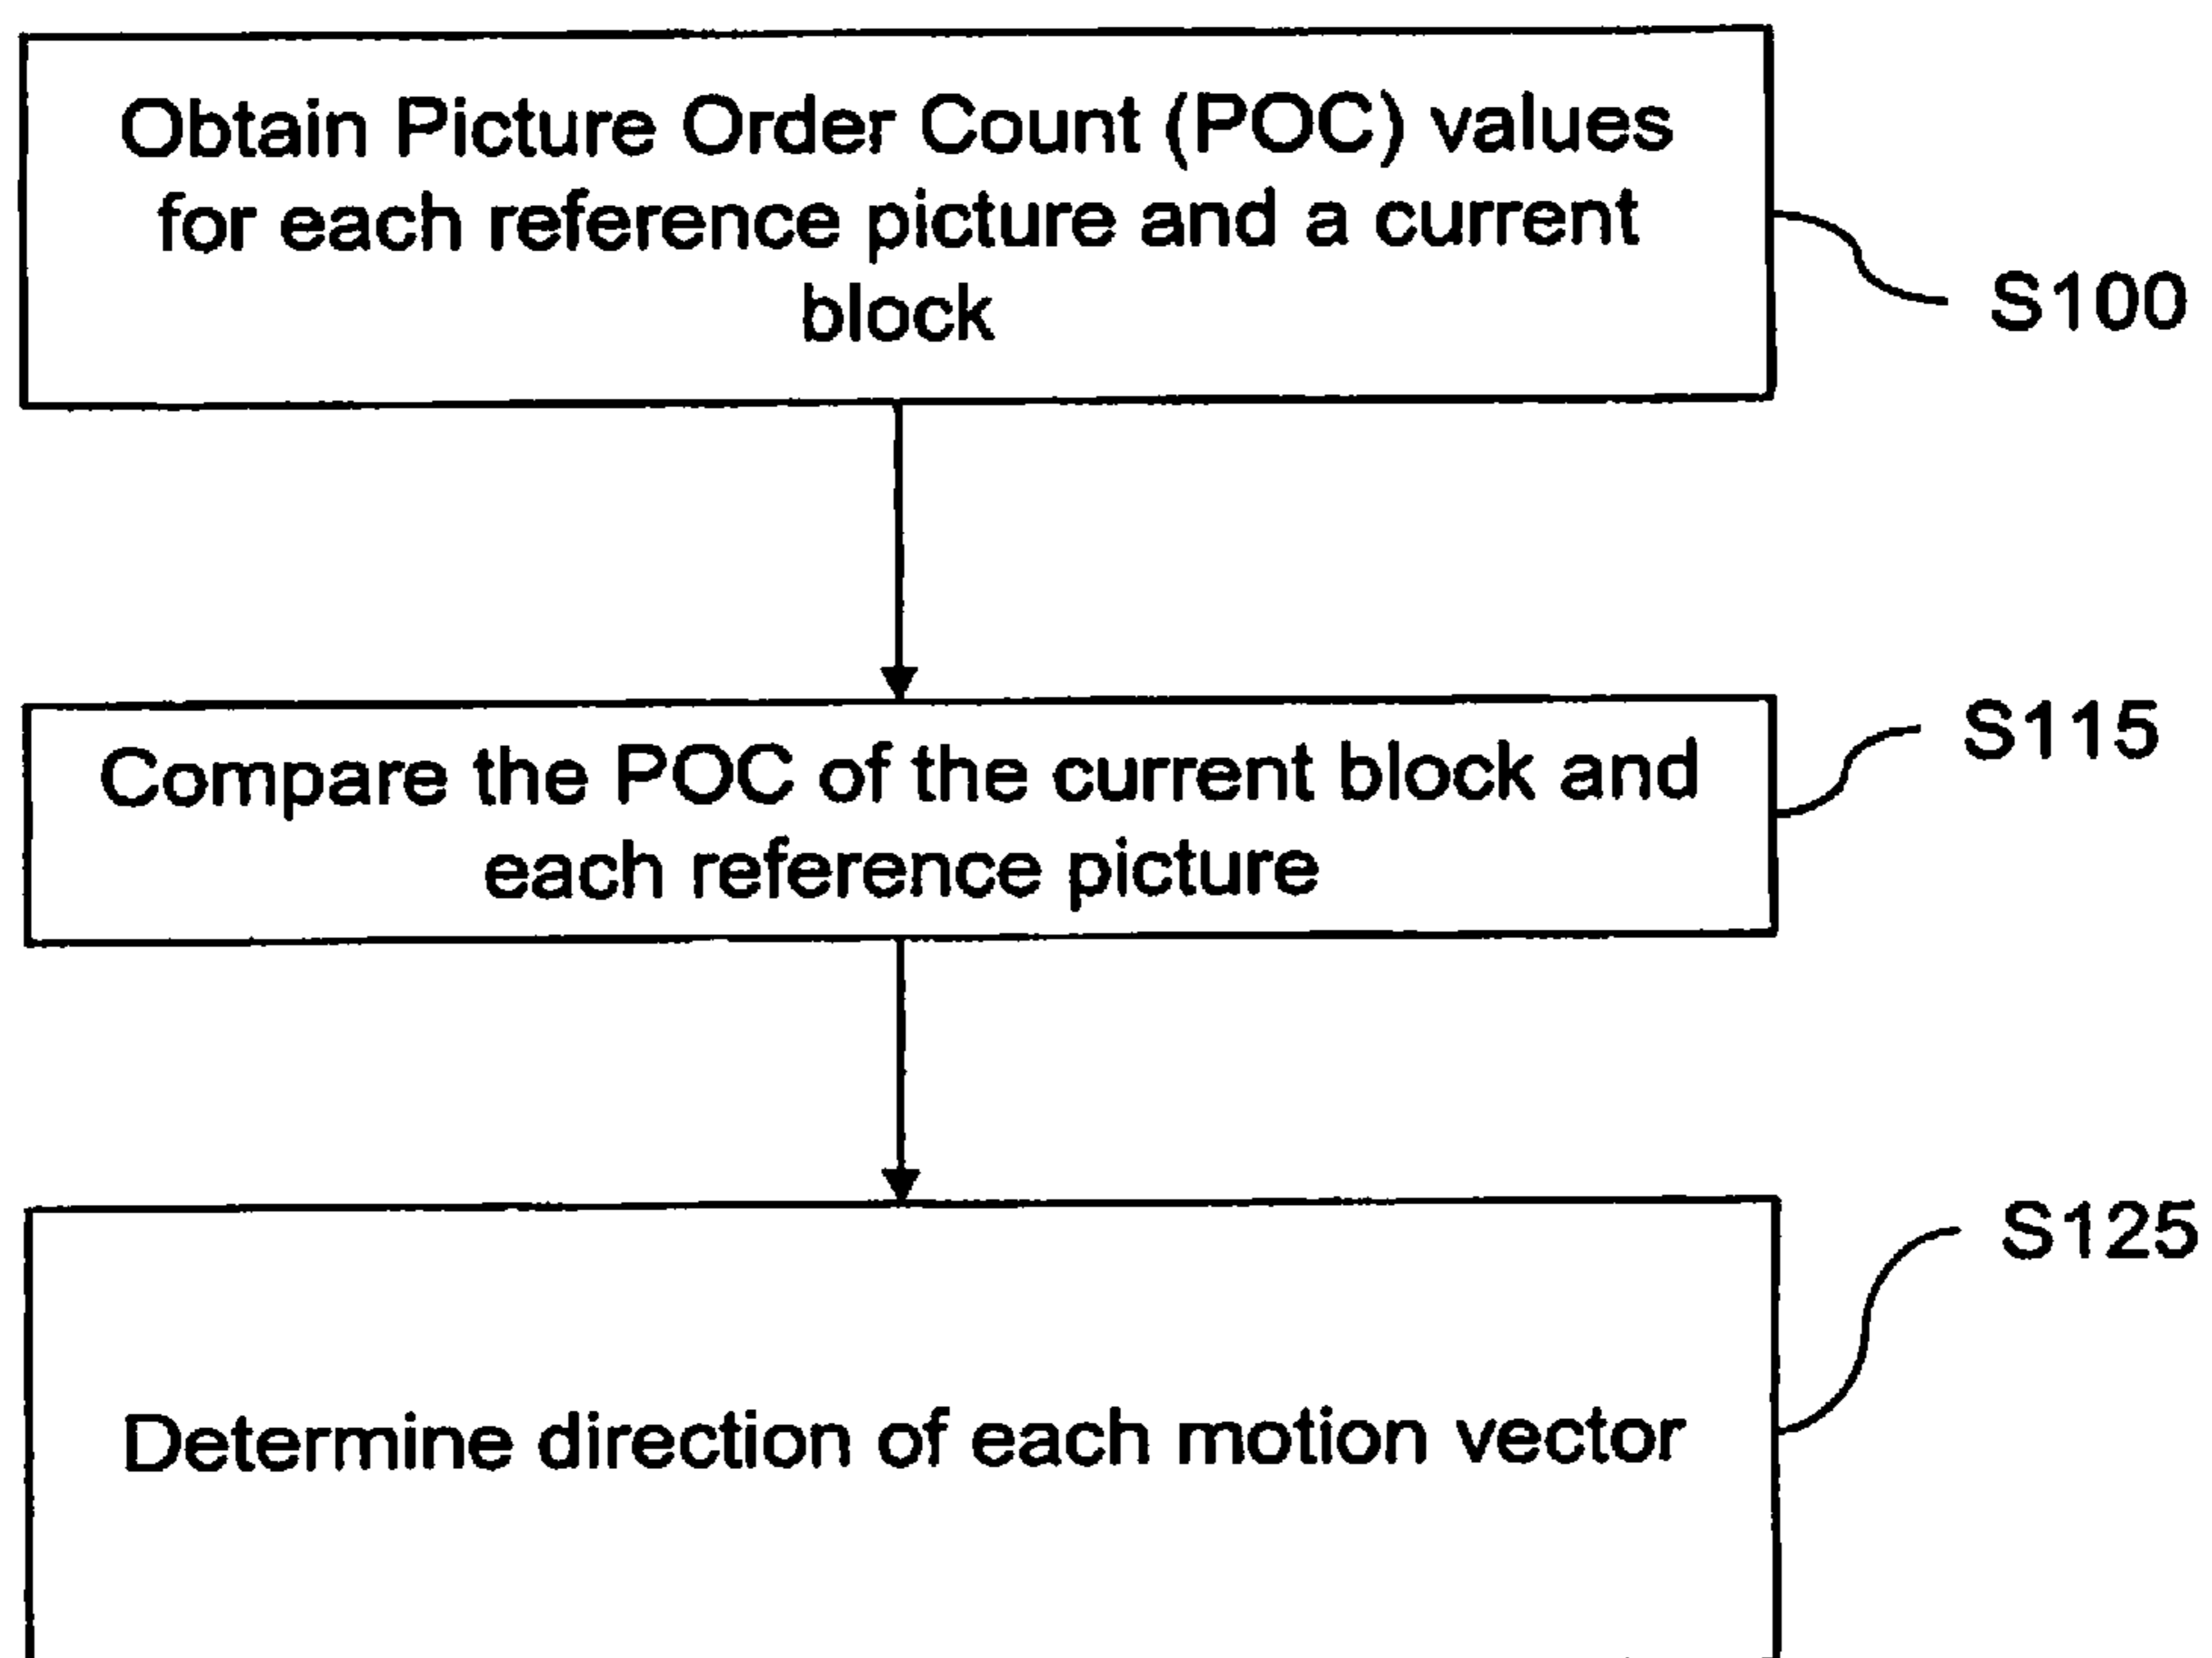 Obtain Picture Order Count (POC) values
for each reference picture and a current
block
S100
Compare the POC of the current block and
each reference picture
S115
Determine direction of each motion vector
S125